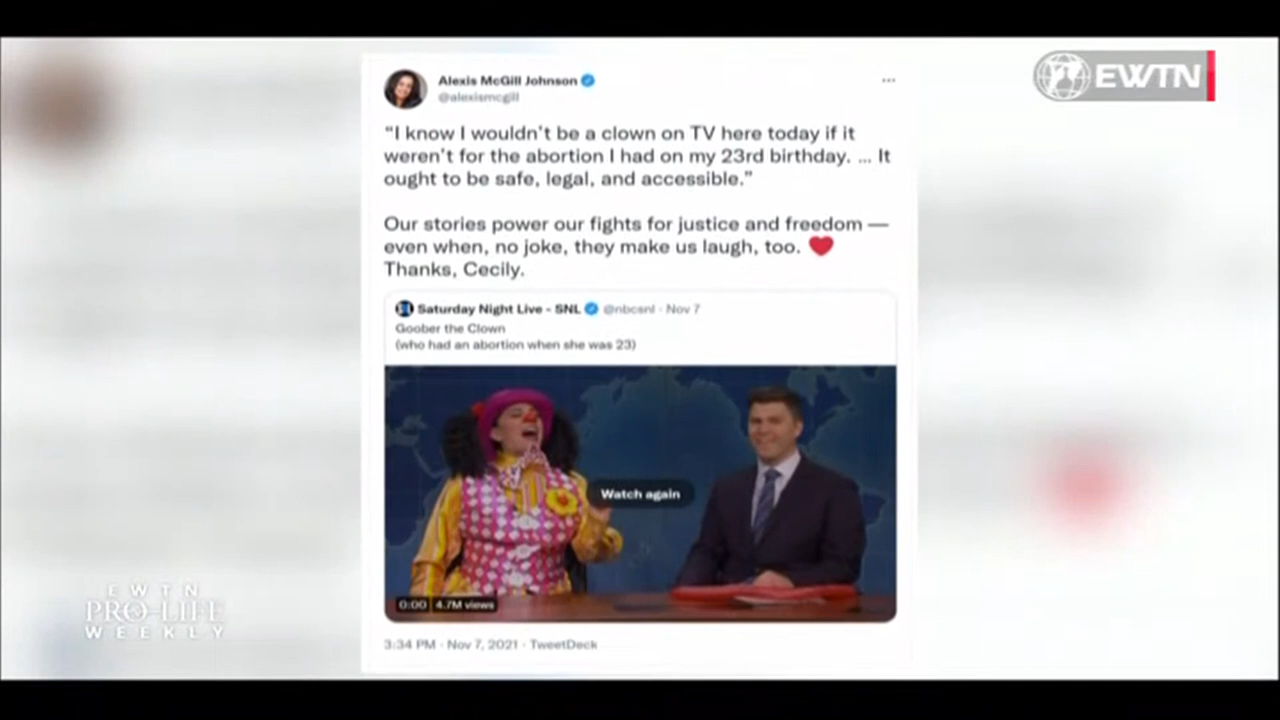 EWTN
Alexis McGill Johnson
@alexismcgill
“I know I wouldn’t be a clown on TV here today if it
weren’t for the abortion I had on my 23rd birthday. ... It
ought to be safe, legal, and accessible.”
Our stories power our fights for justice and freedom —
even when, no joke, they make us laugh, too. ❤️
Thanks, Cecily.
Saturday Night Live - SNL @nbcsnl · Nov 7
Goober the Clown
(who had an abortion when she was 23)
Watch again
0:00 4.7M views
3:34 PM · Nov 7, 2021 · TweetDeck
EWTN
PRO-LIFE
WEEKLY